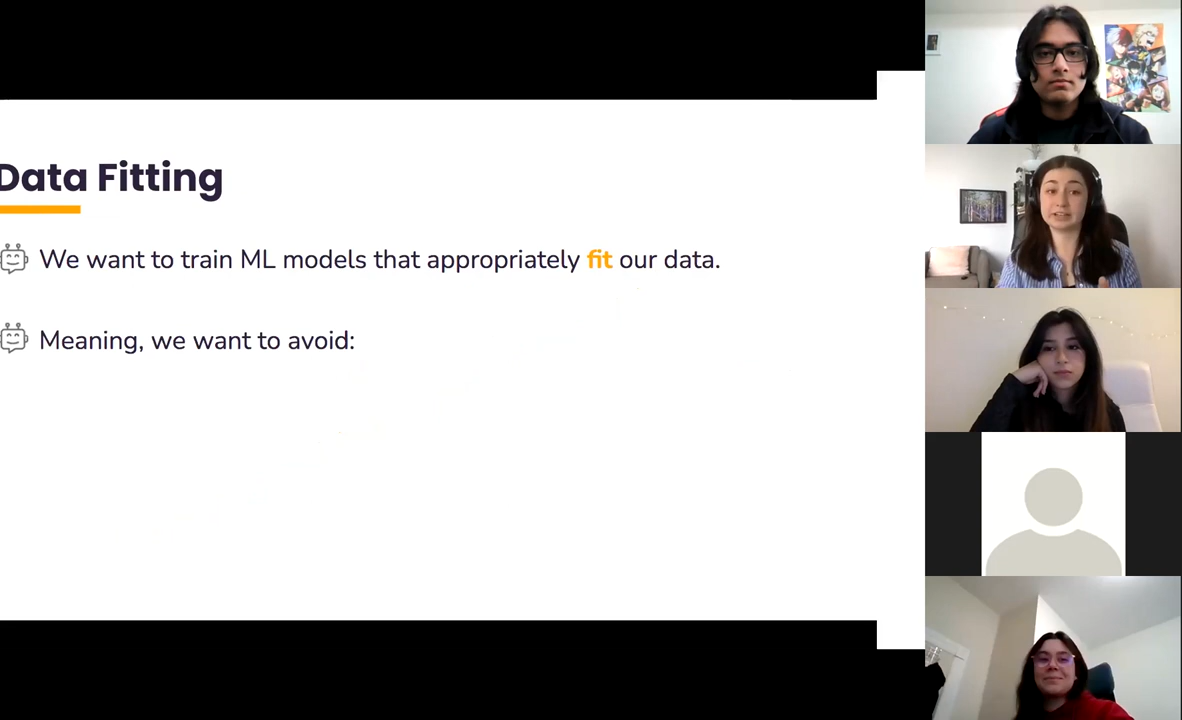 Data Fitting
We want to train ML models that appropriately fit our data.
Meaning, we want to avoid: